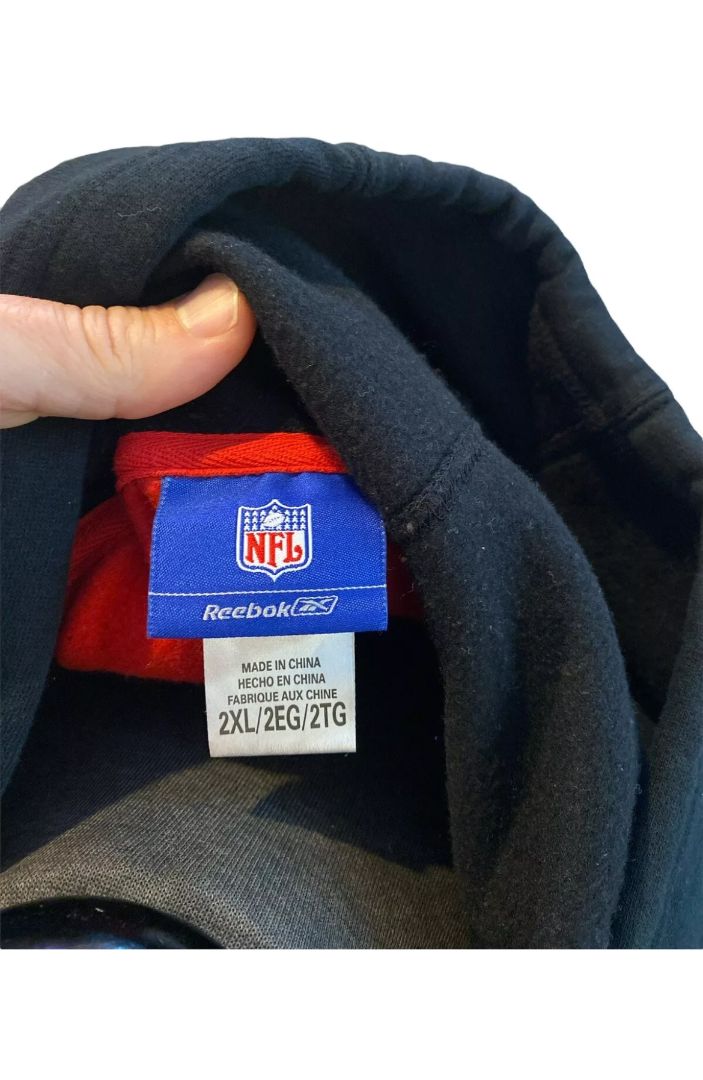 NFL
Reebok
MADE IN CHINA
HECHO EN CHINA
FABRIQUE AUX CHINE
2XL/2EG/2TG